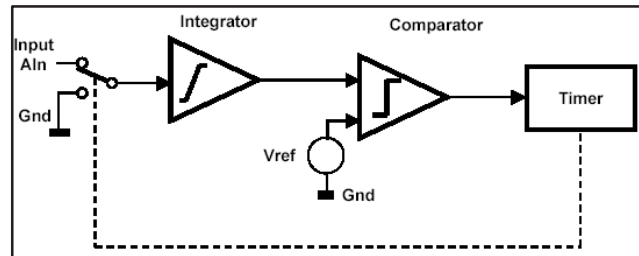 Integrator
Comparator
Input
AIn
Gnd
Timer
Vref
Gnd